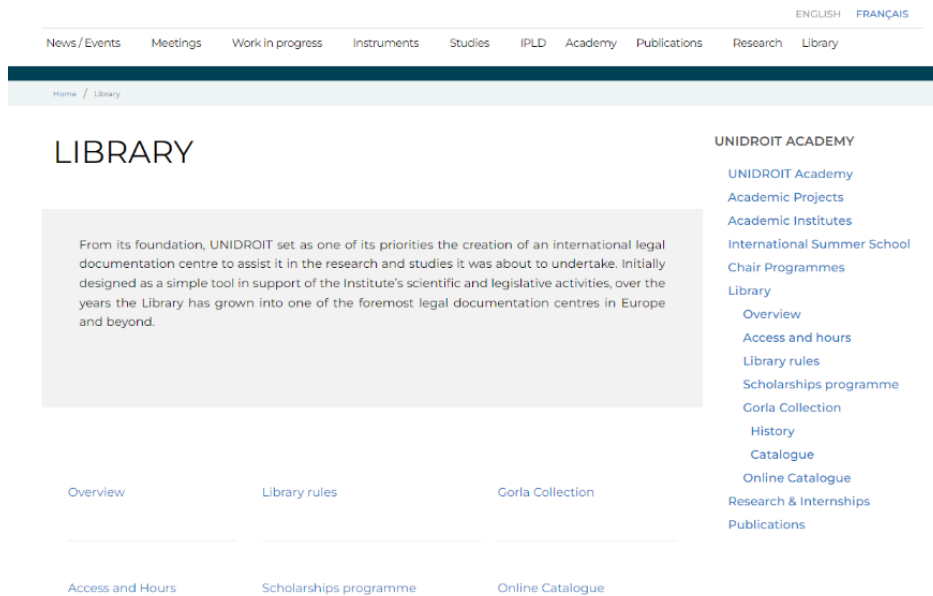 ENGLISH FRANÇAIS
News / Events Meetings Work in progress Instruments Studies IPLD Academy Publications Research Library
Home / Library
LIBRARY
From its foundation, UNIDROIT set as one of its priorities the creation of an international legal
documentation centre to assist it in the research and studies it was about to undertake. Initially
designed as a simple tool in support of the Institute's scientific and legislative activities, over the
years the Library has grown into one of the foremost legal documentation centres in Europe
and beyond.
Overview Library rules Gorla Collection
Access and Hours Scholarships programme Online Catalogue
UNIDROIT ACADEMY
UNIDROIT Academy
Academic Projects
Academic Institutes
International Summer School
Chair Programmes
Library
Overview
Access and hours
Library rules
Scholarships programme
Gorla Collection
History
Catalogue
Online Catalogue
Research & Internships
Publications